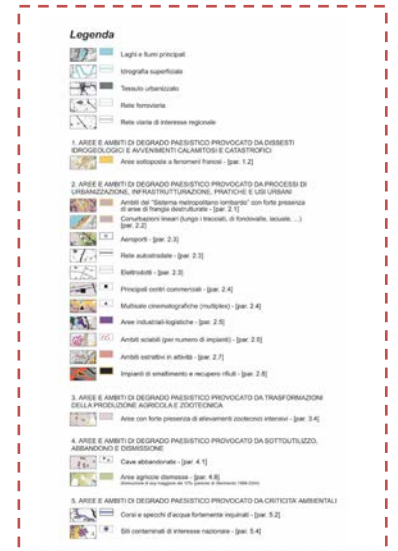 Legenda
Laghi e fiumi principali
Idrografia superficiale
Tessuto urbanizzato
Rete ferroviaria
Rete viaria di interesse regionale
1. AREE E AMBITI DI DEGRADO PAESISTICO PROVOCATO DA DISSESTI
IDROGEOLOGICI E AVVENIMENTI CALAMITOSI E CATASTROFICI
Aree sottoposte a fenomeni franosi - [par. 1.2]
2. AREE E AMBITI DI DEGRADO PAESISTICO PROVOCATO DA PROCESSI DI
URBANIZZAZIONE, INFRASTRUTTURAZIONE, PRATICHE E USI URBANI
Ambiti del "Sistema metropolitano lombardo" con forte presenza
di aree di frangia destrutturate - [par. 2.1]
Conurbazioni lineari (lungo i tracciati, di fondovalle, lacuale, ...)
[par. 2.2]
Aeroporti - [par. 2.3]
Rete autostradale - [par. 2.3]
Elettrodotti - [par. 2.3]
Principali centri commerciali - [par. 2.4]
Multisale cinematografiche (multiplex) - [par. 2.4]
Aree industriali-logistiche - [par. 2.5]
Ambiti sciabili (per numero di impianti) - [par. 2.6]
Ambiti estrattivi in attività - [par. 2.7]
Impianti di smaltimento e recupero rifiuti - [par. 2.8]
3. AREE E AMBITI DI DEGRADO PAESISTICO PROVOCATO DA TRASFORMAZIONI
DELLA PRODUZIONE AGRICOLA E ZOOTECNICA
Aree con forte presenza di allevamenti zootecnici intensivi - [par. 3.4]
4. AREE E AMBITI DI DEGRADO PAESISTICO PROVOCATO DA SOTTOUTILIZZO,
ABBANDONO E DISMISSIONE
Cave abbandonate - [par. 4.1]
Aree agricole dismesse - [par. 4.8]
5. AREE E AMBITI DI DEGRADO PAESISTICO PROVOCATO DA CRITICITA' AMBIENTALI
Corsi e specchi d'acqua fortemente inquinati - [par. 5.2]
Siti contaminati di interesse nazionale - [par. 5.4]